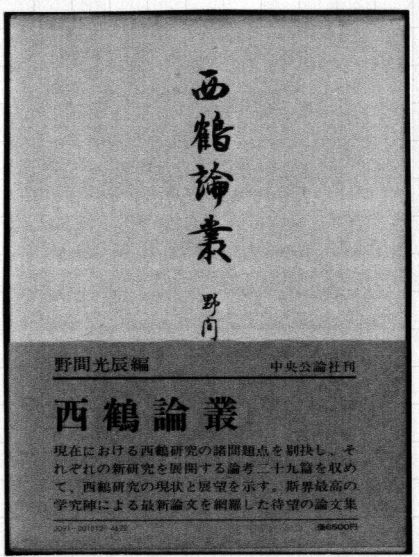 西鶴論叢
野間
野間光辰編
中央公論社刊
西鶴論叢
現在における西鶴研究の諸問題点を剔抉し、そ
れぞれの新研究を展開する論考二十九篇を収め
て、西鶴研究の現状と展望を示す。斯界最高の
学究陣による最新論文を網羅した待望の論文集
価6500円